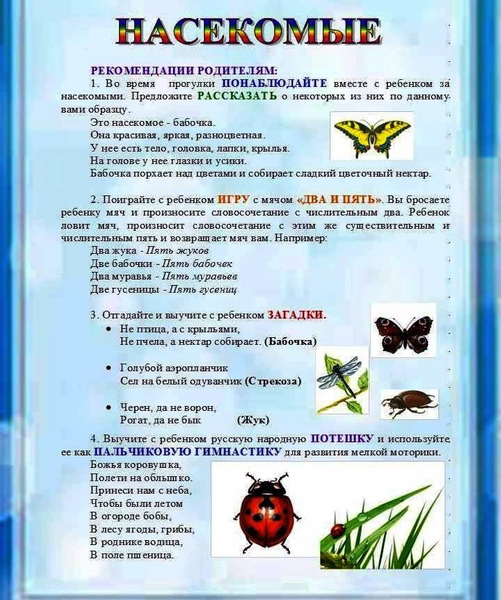 НАСЕКОМЫЕ
РЕКОМЕНДАЦИИ РОДИТЕЛЯМ:
1. Во время прогулки ПОНАБЛЮДАЙТЕ вместе с ребенком за
насекомыми. Предложите РАССКАЗАТЬ о некоторых из них по данному
вами образцу.
Это насекомое - бабочка.
Она красивая, яркая, разноцветная.
У нее есть тело, головка, лапки, крылья.
На голове у нее глазки и усики.
Бабочка порхает над цветами и собирает сладкий цветочный нектар.
2. Поиграйте с ребенком ИГРУ с мячом «ДВА И ПЯТЬ». Вы бросаете
ребенку мяч и произносите словосочетание с числительным два. Ребенок
ловит мяч, произносит словосочетание с этим же существительным и
числительным пять и возвращает мяч вам. Например:
Два жука - Пять жуков
Две бабочки - Пять бабочек
Два муравья - Пять муравьев
Две гусеницы - Пять гусениц
3. Отгадайте и выучите с ребенком ЗАГАДКИ.
• Не птица, а с крыльями,
Не пчела, а нектар собирает. (Бабочка)
• Голубой аэропланчик
Сел на белый одуванчик (Стрекоза)
• Черен, да не ворон,
Рогат, да не бык (Жук)
4. Выучите с ребенком русскую народную ПОТЕШКУ и используйте
ее как ПАЛЬЧИКОВУЮ ГИМНАСТИКУ для развития мелкой моторики.
Божья коровушка,
Полети на облышко.
Принеси нам с неба,
Чтобы были летом
В огороде бобы,
В лесу ягоды, грибы,
В роднике водица,
В поле пшеница.